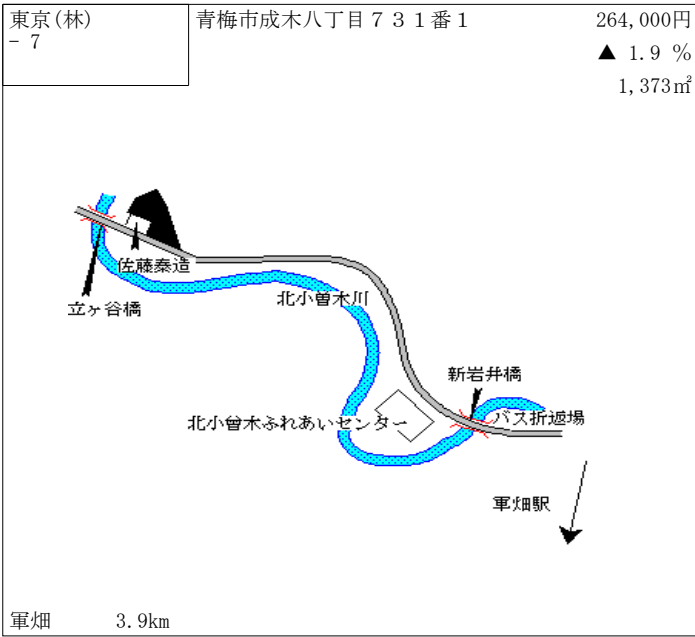 東京(林)
- 7
青梅市成木八丁目７３１番１
264,000円
▲ 1.9 %
1,373㎡
佐藤泰造
立ヶ谷橋
北小曽木川
新岩井橋
北小曽木ふれあいセンター
バス折返場
軍畑駅
軍畑 3.9km